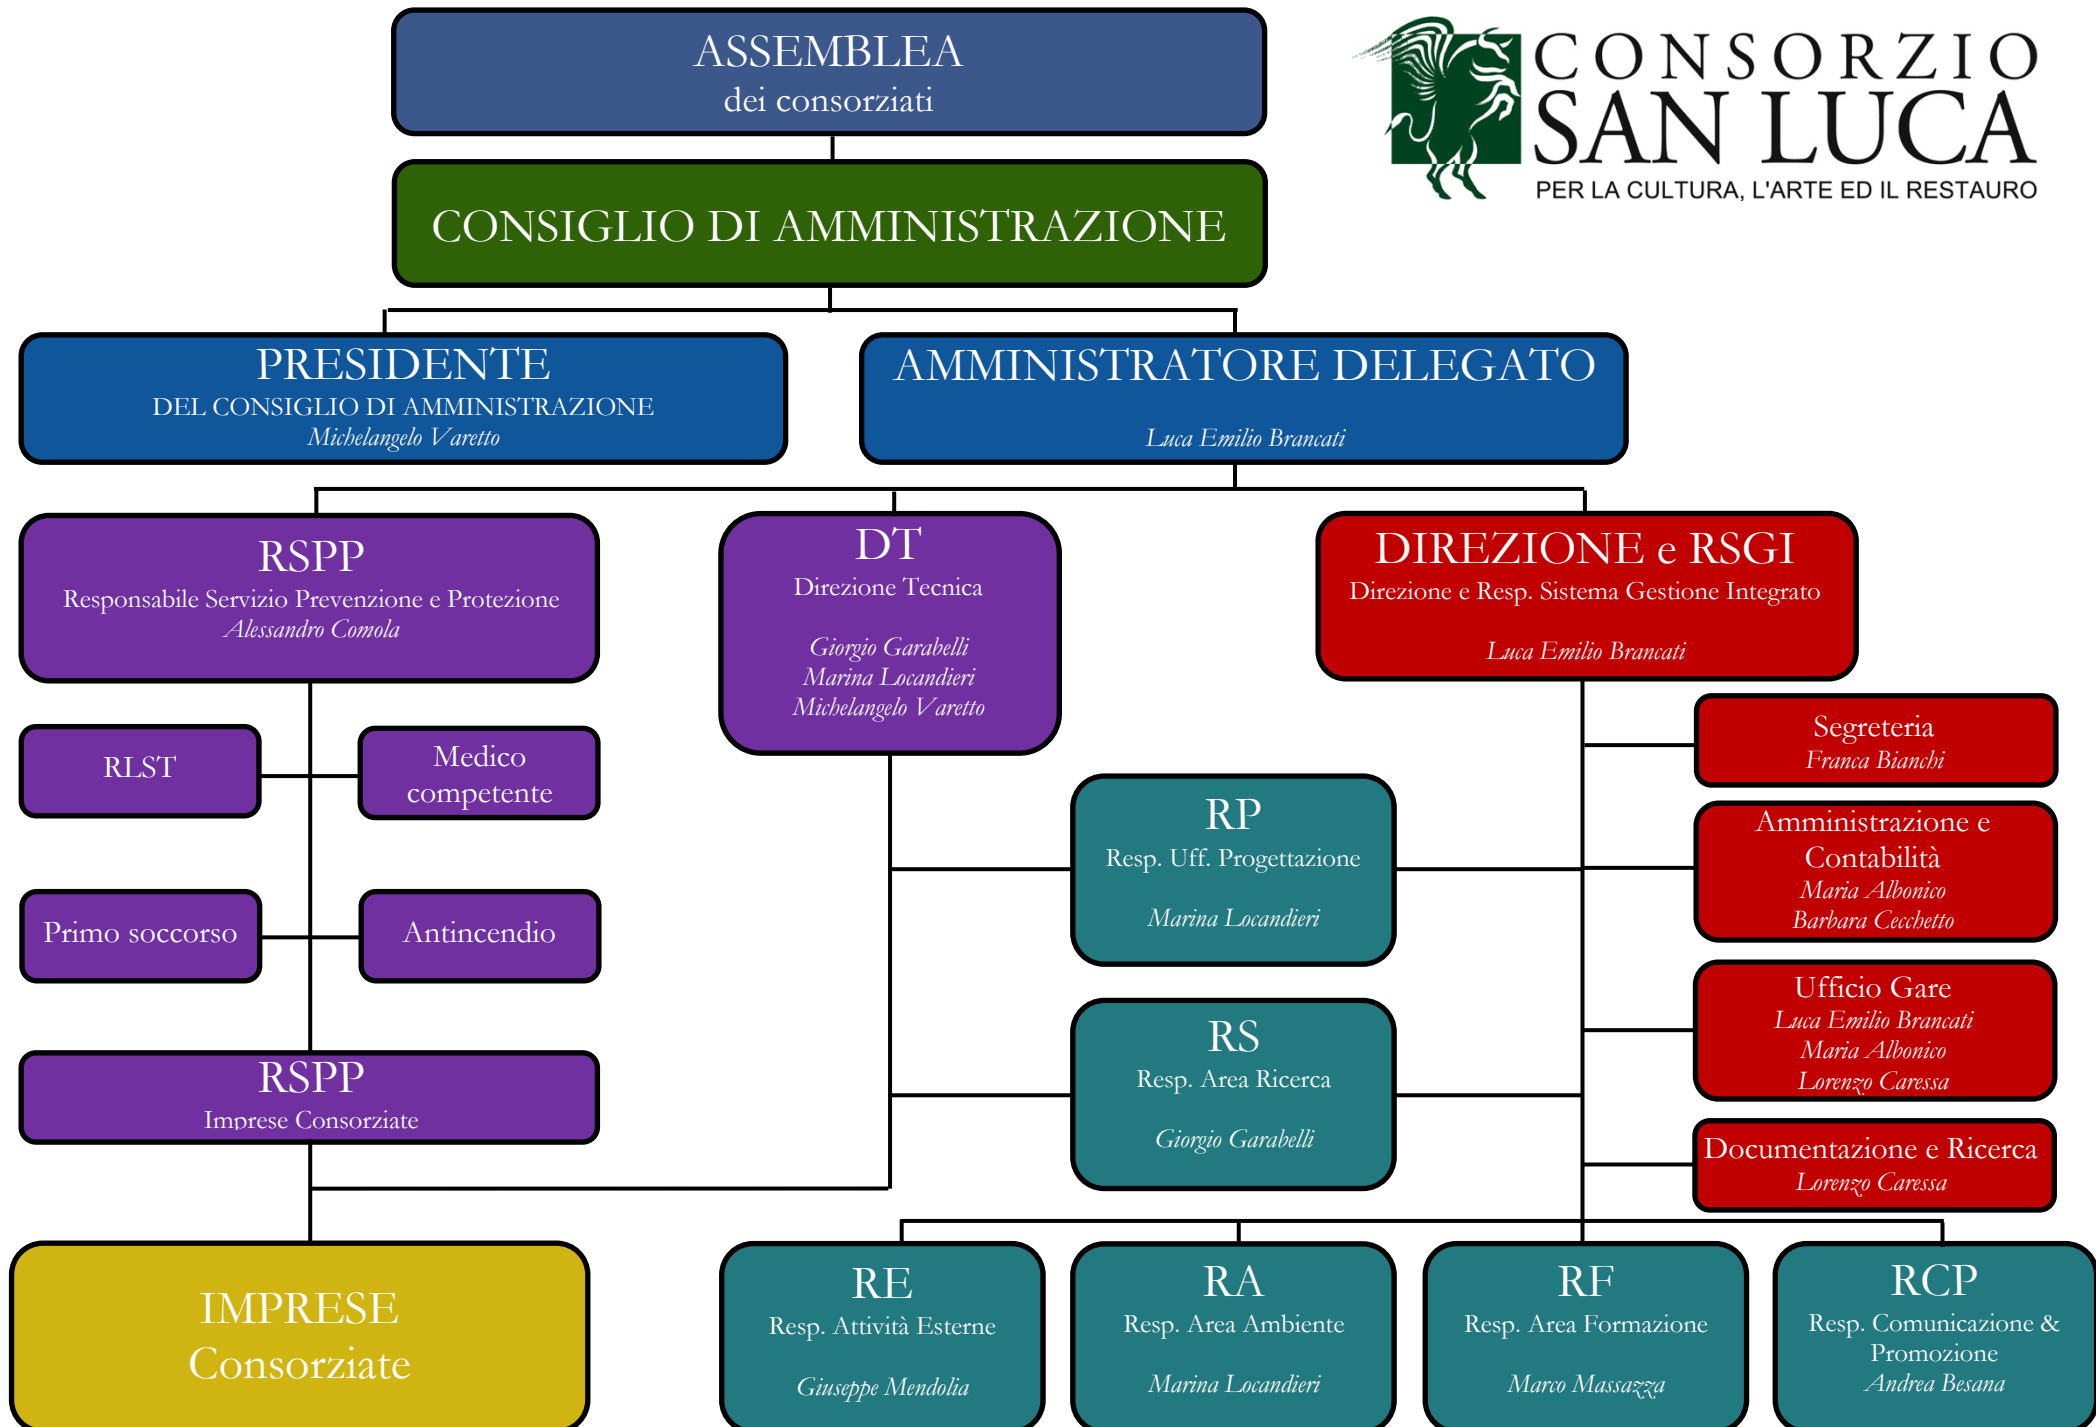 ASSEMBLEA
dei consorziati
CONSORZIO
SAN LUCA
PER LA CULTURA, L'ARTE ED IL RESTAURO
CONSIGLIO DI AMMINISTRAZIONE
PRESIDENTE
DEL CONSIGLIO DI AMMINISTRAZIONE
Michelangelo Varetto
AMMINISTRATORE DELEGATO
Luca Emilio Brancati
RSPP
Responsabile Servizio Prevenzione e Protezione
Alessandro Comola
DT
Direzione Tecnica
Giorgio Garabelli
Marina Locandieri
Michelangelo Varetto
DIREZIONE e RSGI
Direzione e Resp. Sistema Gestione Integrato
Luca Emilio Brancati
RLST
Medico
competente
Primo soccorso
Antincendio
RSPP
Imprese Consorziate
RP
Resp. Uff. Progettazione
Marina Locandieri
RS
Resp. Area Ricerca
Giorgio Garabelli
Segreteria
Franca Bianchi
Amministrazione e
Contabilità
Maria Albonico
Barbara Cecchetto
Ufficio Gare
Luca Emilio Brancati
Maria Albonico
Lorenzo Caressa
Documentazione e Ricerca
Lorenzo Caressa
IMPRESE
Consorziate
RE
Resp. Attività Esterne
Giuseppe Mendolia
RA
Resp. Area Ambiente
Marina Locandieri
RF
Resp. Area Formazione
Marco Massazza
RCP
Resp. Comunicazione &
Promozione
Andrea Besana